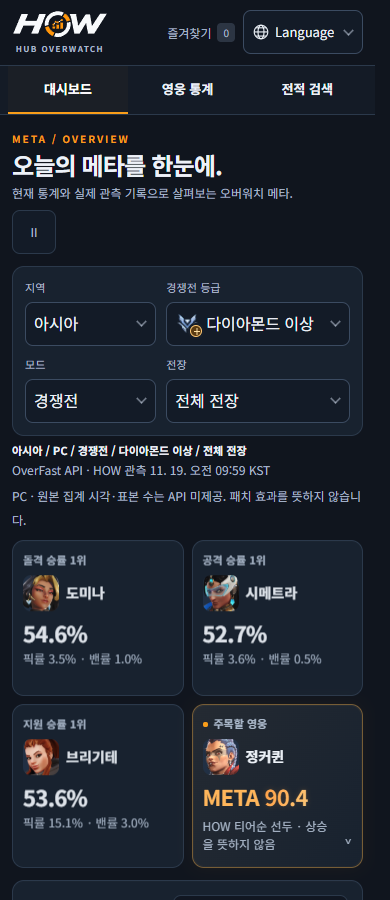 HOW
HUB OVERWATCH
즐겨찾기 0
Language
대시보드 영웅 통계 전적 검색
META / OVERVIEW
오늘의 메타를 한눈에.
현재 통계와 실제 관측 기록으로 살펴보는 오버워치 메타.
지역 경쟁전 등급
아시아 다이아몬드 이상
모드 전장
경쟁전 전체 전장
아시아 / PC / 경쟁전 / 다이아몬드 이상 / 전체 전장
OverFast API · HOW 관측 11. 19. 오전 09:59 KST
PC · 원본 집계 시각·표본 수는 API 미제공. 패치 효과를 뜻하지 않습니
다.
돌격 승률 1위 공격 승률 1위
도미나 시메트라
54.6% 52.7%
픽률 3.5% · 밴률 1.0% 픽률 3.6% · 밴률 0.5%
지원 승률 1위 주목할 영웅
브리기테 정커퀸
53.6% META 90.4
픽률 15.1% · 밴률 3.0% HOW 티어순 선두 · 상승
을 뜻하지 않음